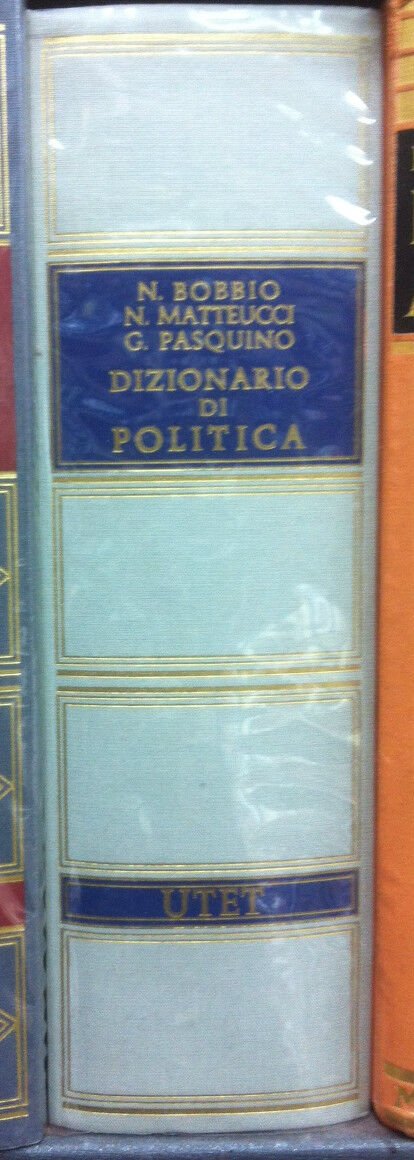 N. BOBBIO
N. MATTEUCCI
G. PASQUINO
DIZIONARIO
DI
POLITICA
UTET